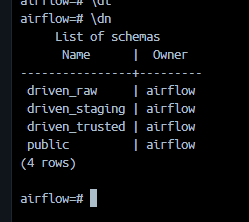 airflow=# \dt
airflow=# \dn
List of schemas
Name | Owner
----------------+---------
driven_raw | airflow
driven_staging | airflow
driven_trusted | airflow
public | airflow
(4 rows)
airflow=#